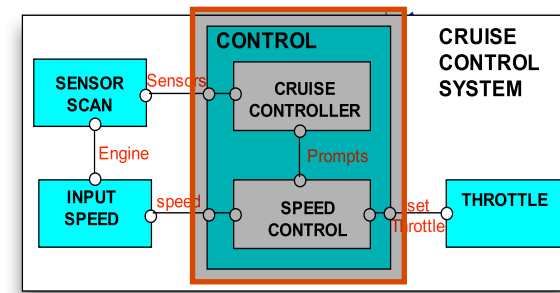 CONTROL
CRUISE
CONTROL
SYSTEM
SENSOR
SCAN
Sensors
CRUISE
CONTROLLER
Engine
Prompts
INPUT
SPEED
speed
SPEED
CONTROL
set
Throttle
THROTTLE